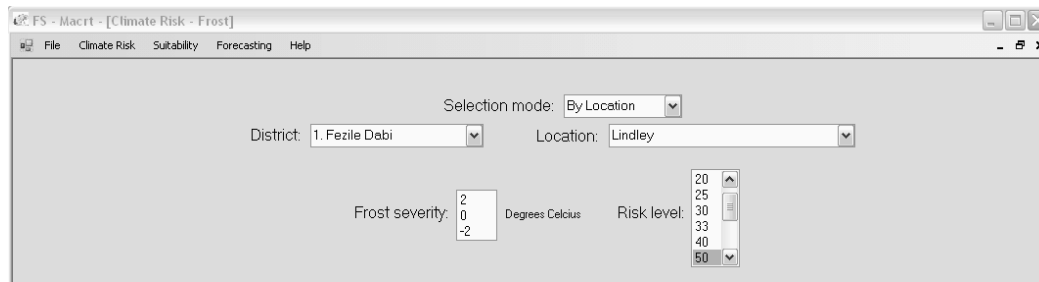 FS - Macrt - [Climate Risk - Frost]
File Climate Risk Suitability Forecasting Help
Selection mode: By Location
District: 1. Fezile Dabi Location: Lindley
Frost severity: 2 0 -2 Degrees Celcius Risk level: 20 25 30 33 40 50